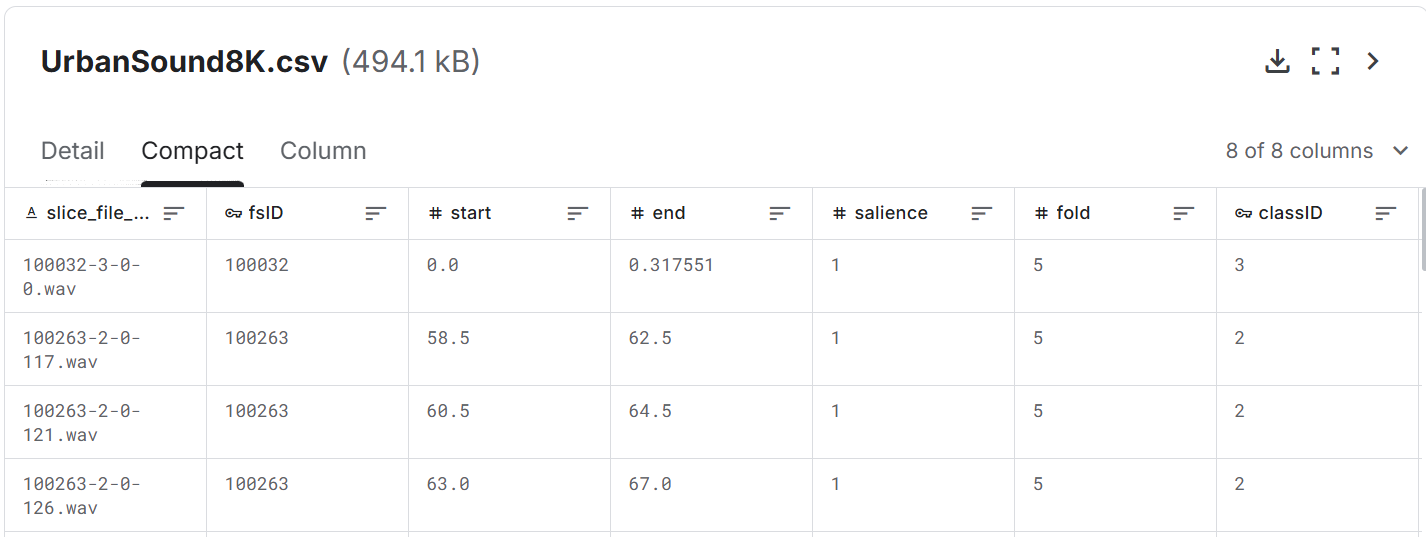 UrbanSound8K.csv (494.1 kB)
Detail Compact Column 8 of 8 columns
slice_file_... fsID start end salience fold classID
100032-3-0- 100032 0.0 0.317551 1 5 3
0.wav
100263-2-0- 100263 58.5 62.5 1 5 2
117.wav
100263-2-0- 100263 60.5 64.5 1 5 2
121.wav
100263-2-0- 100263 63.0 67.0 1 5 2
126.wav